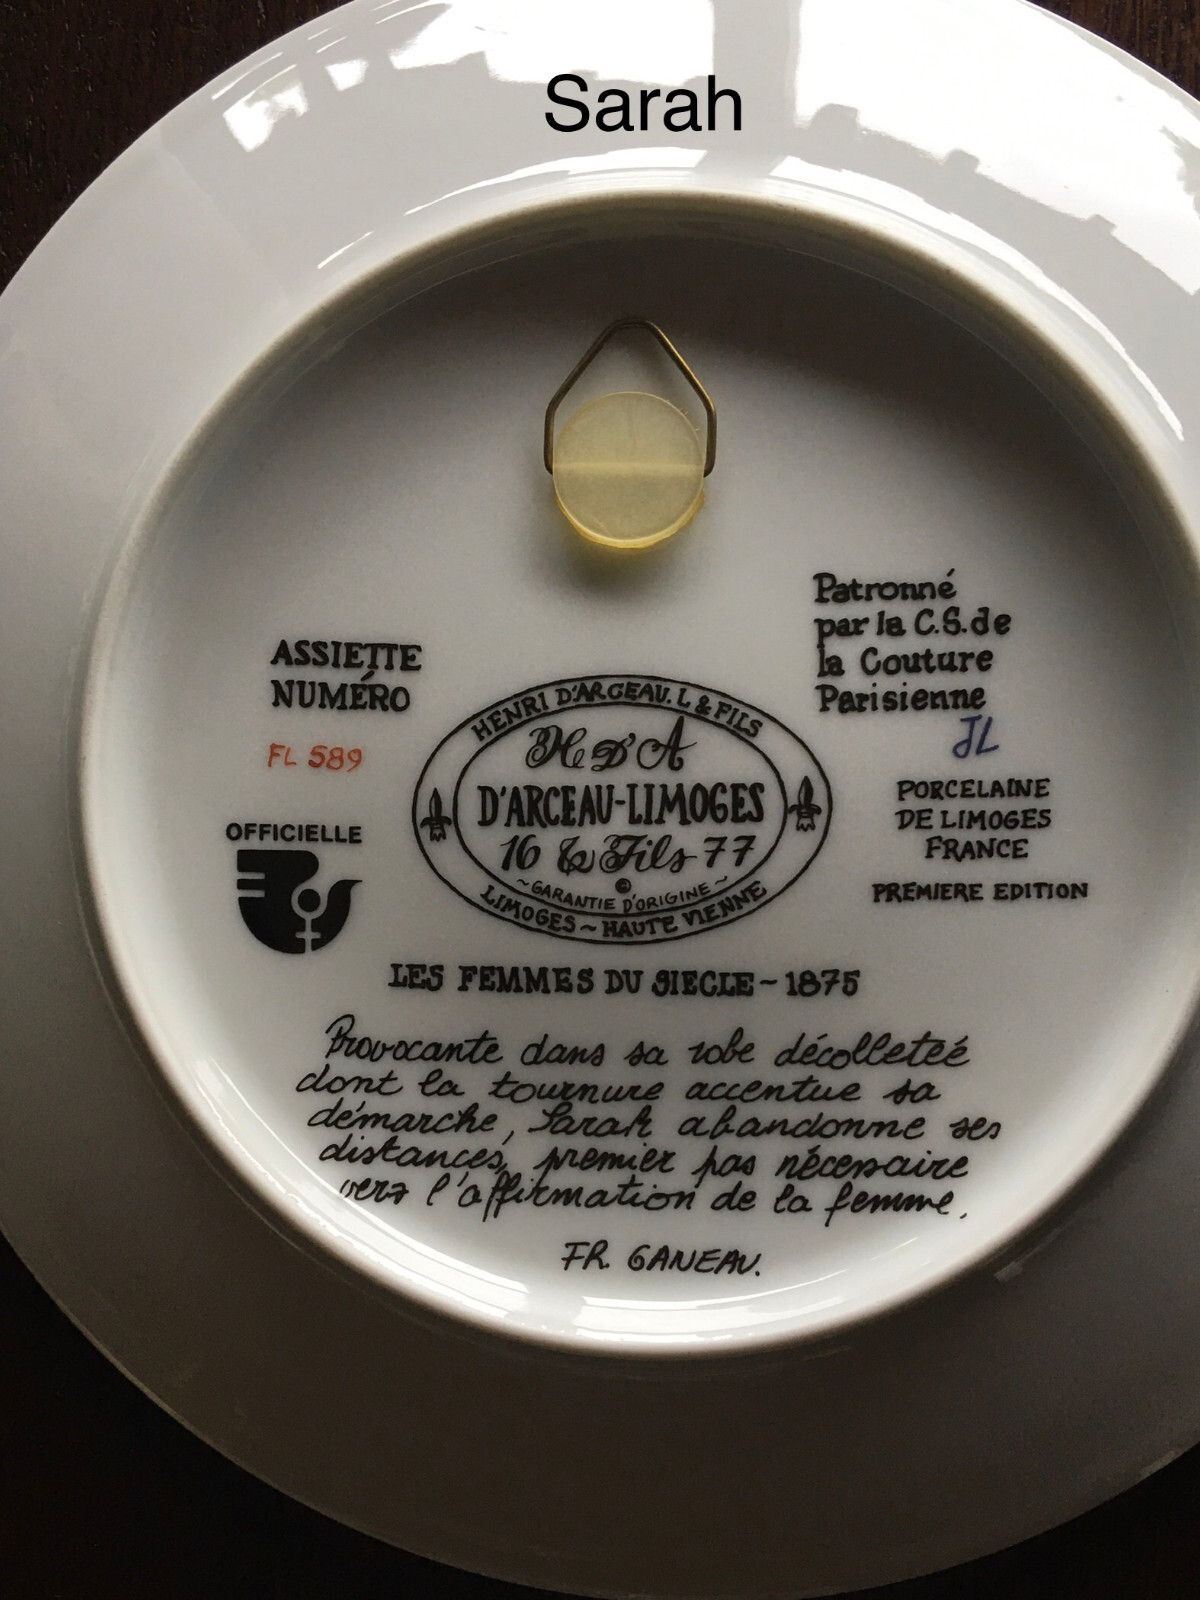 Sarah
ASSIETTE
NUMÉRO
FL 589
OFFICIELLE
Patronné
par la C.S. de
la Couture
Parisienne
JL
PORCELAINE
DE LIMOGES
FRANCE
PREMIERE EDITION
HENRI D'ARCEAU. L & FILS
H D'A
D'ARCEAU-LIMOGES
16 & Fils 77
©
~GARANTIE D'ORIGINE~
LIMOGES ~ HAUTE VIENNE
LES FEMMES DU SIECLE ~ 1875
Provocante dans sa robe décolleteé
dont la tournure accentue sa
démarche, Sarah abandonne ses
distances, premier pas nécessaire
vers l'affirmation de la femme.
FR. GANEAU.